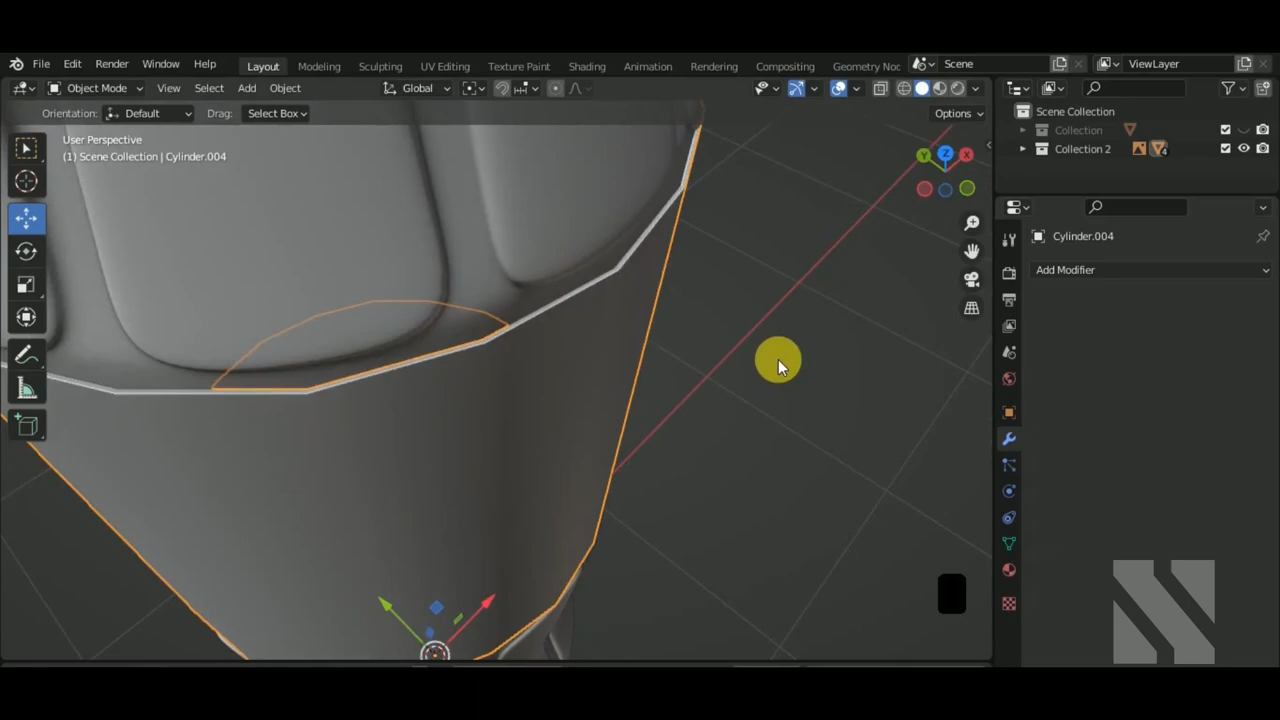 File Edit Render Window Help Layout Modeling Sculpting UV Editing Texture Paint Shading Animation Rendering Compositing Geometry Noc Scene ViewLayer
Object Mode View Select Add Object Global
Orientation: Default Drag: Select Box Options
User Perspective
(1) Scene Collection | Cylinder.004
Y Z X
Scene Collection
Collection
Collection 2 4
Cylinder.004
Add Modifier